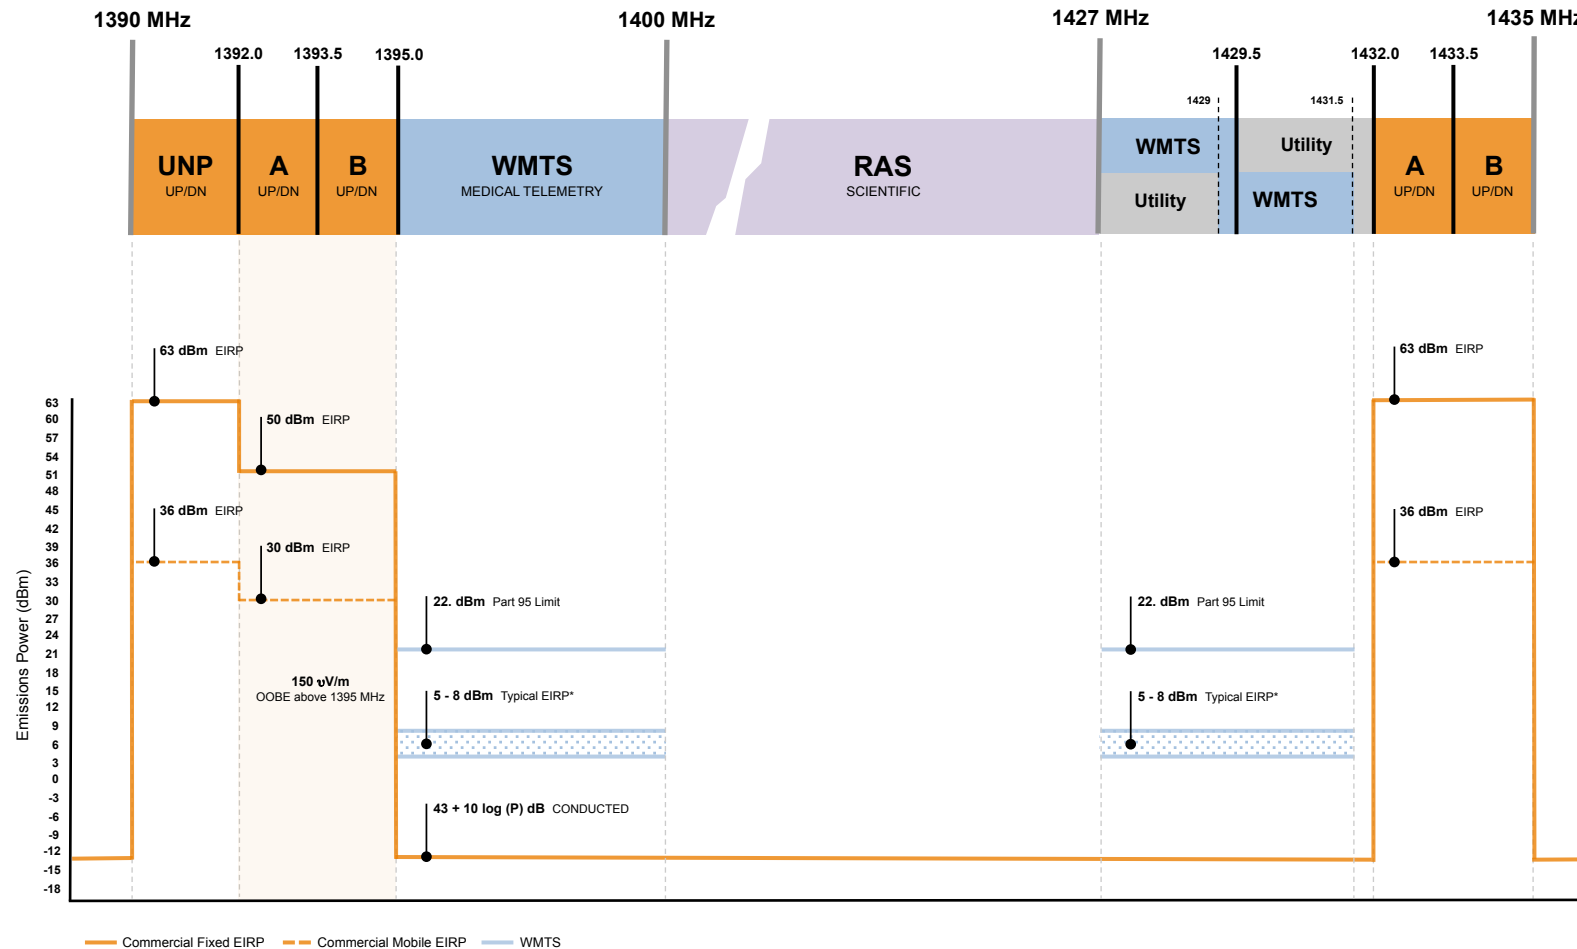 1390 MHz
1400 MHz
1427 MHz
1435 MHz
1392.0
1393.5
1395.0
1429.5
1432.0
1433.5
1429
1431.5
UNP
UP/DN
A
UP/DN
B
UP/DN
WMTS
MEDICAL TELEMETRY
RAS
SCIENTIFIC
WMTS
Utility
Utility
WMTS
A
UP/DN
B
UP/DN
63 dBm EIRP
50 dBm EIRP
36 dBm EIRP
30 dBm EIRP
150 υV/m
OOBE above 1395 MHz
22. dBm Part 95 Limit
5 - 8 dBm Typical EIRP*
43 + 10 log (P) dB CONDUCTED
22. dBm Part 95 Limit
5 - 8 dBm Typical EIRP*
63 dBm EIRP
36 dBm EIRP
Emissions Power (dBm)
63
60
57
54
51
48
45
42
39
36
33
30
27
24
21
18
15
12
9
6
3
0
-3
-6
-9
-12
-15
-18
Commercial Fixed EIRP
Commercial Mobile EIRP
WMTS